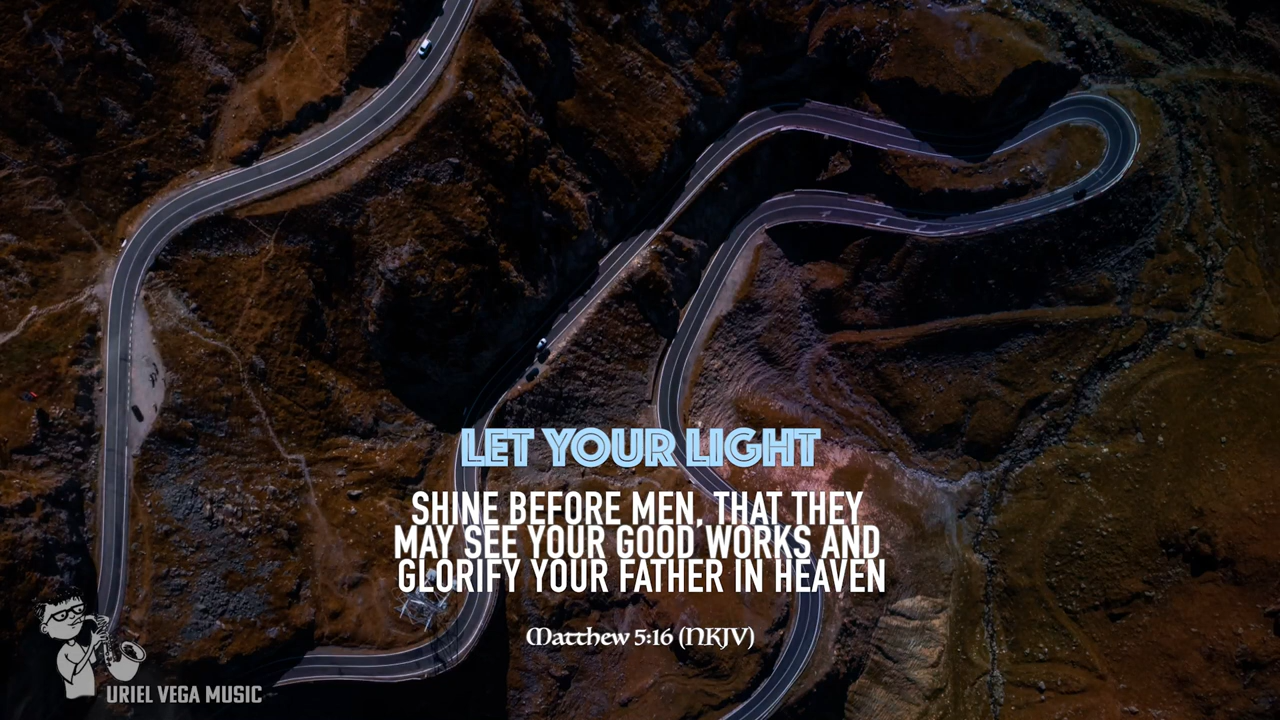 LET YOUR LIGHT
SHINE BEFORE MEN, THAT THEY
MAY SEE YOUR GOOD WORKS AND
GLORIFY YOUR FATHER IN HEAVEN
Matthew 5:16 (NKJV)
URIEL VEGA MUSIC